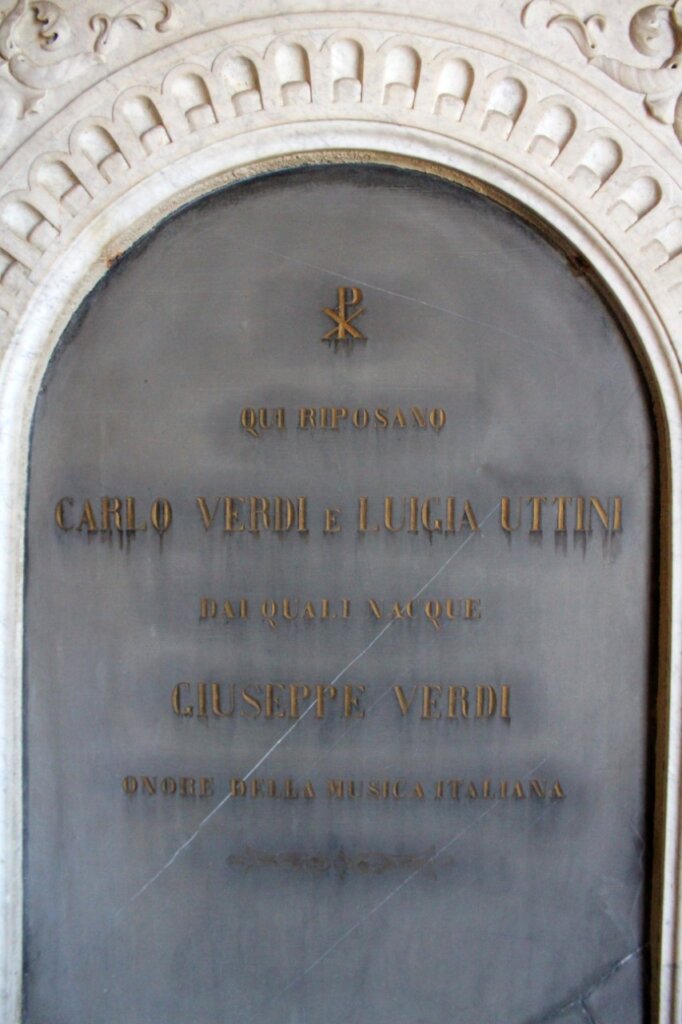 QUI RIPOSANO
CARLO VERDI E LUIGIA UTTINI
DAI QUALI NACQUE
GIUSEPPE VERDI
ONORE DELLA MUSICA ITALIANA